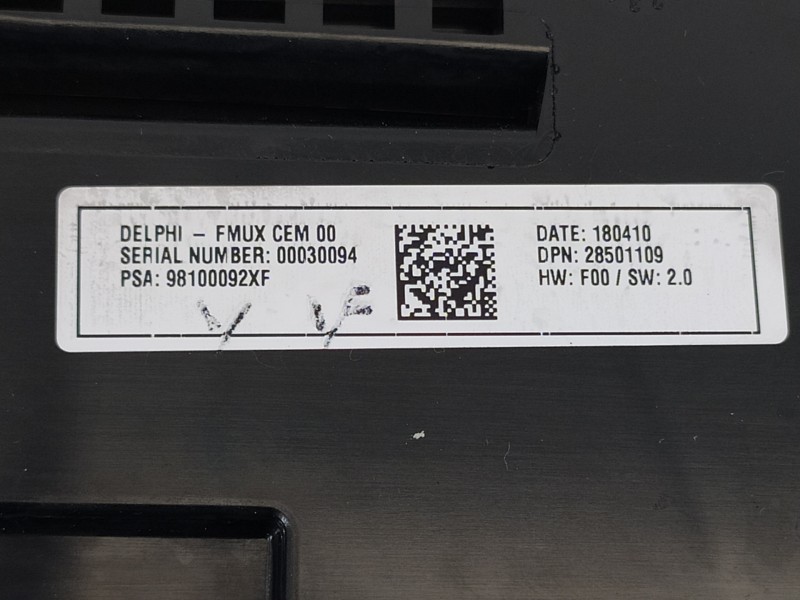 DELPHI – FMUX CEM 00
SERIAL NUMBER: 00030094
PSA: 98100092XF
DATE: 180410
DPN: 28501109
HW: F00 / SW: 2.0